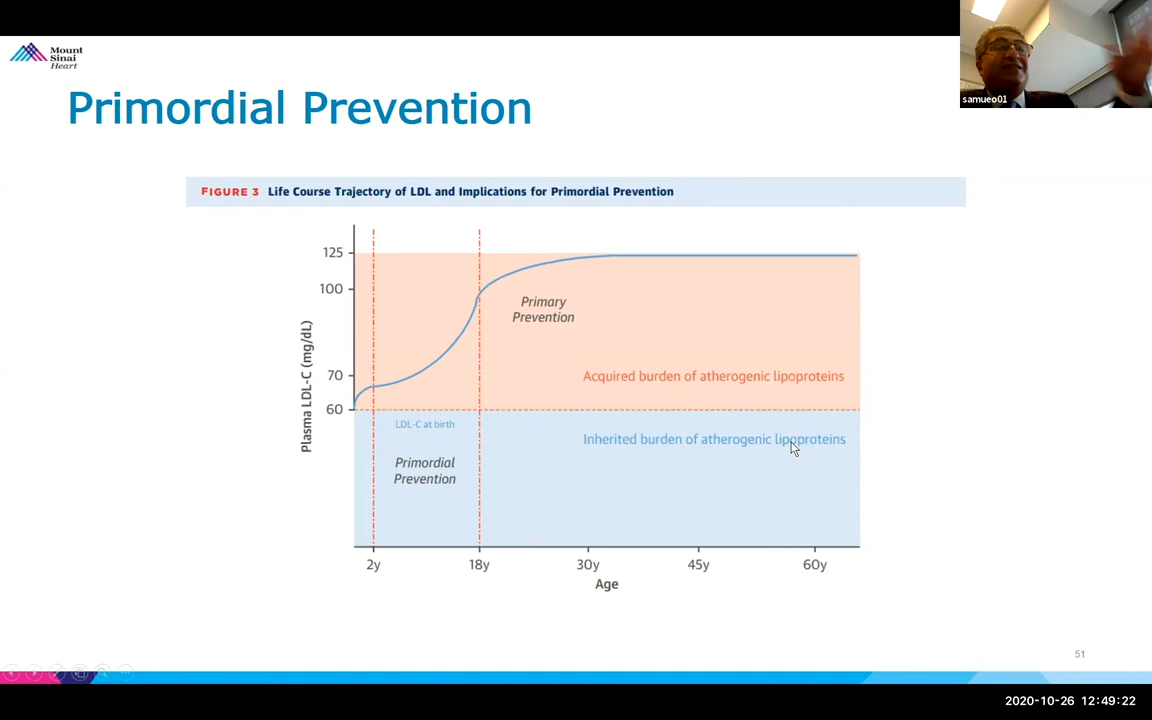 Mount
Sinai
Heart
samueo01
Primordial Prevention
FIGURE 3 Life Course Trajectory of LDL and Implications for Primordial Prevention
Plasma LDL-C (mg/dL)
125
100
70
60
Primary
Prevention
Acquired burden of atherogenic lipoproteins
LDL-C at birth
Inherited burden of atherogenic lipoproteins
Primordial
Prevention
2y
18y
30y
45y
60y
Age
51
2020-10-26 12:49:22